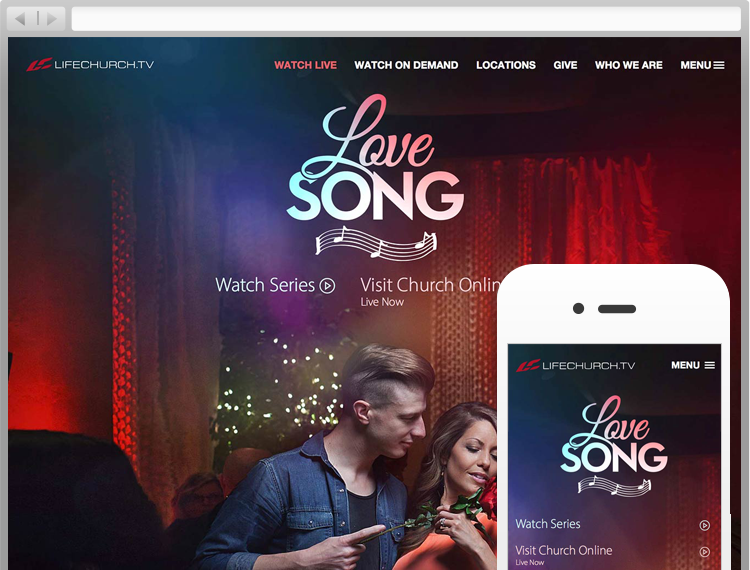 LIFECHURCH.TV
WATCH LIVE WATCH ON DEMAND LOCATIONS GIVE WHO WE ARE MENU
Love
SONG
Watch Series Visit Church Onlin
Live Now
LIFECHURCH.TV MENU
Love
SONG
Watch Series
Visit Church Online
Live Now